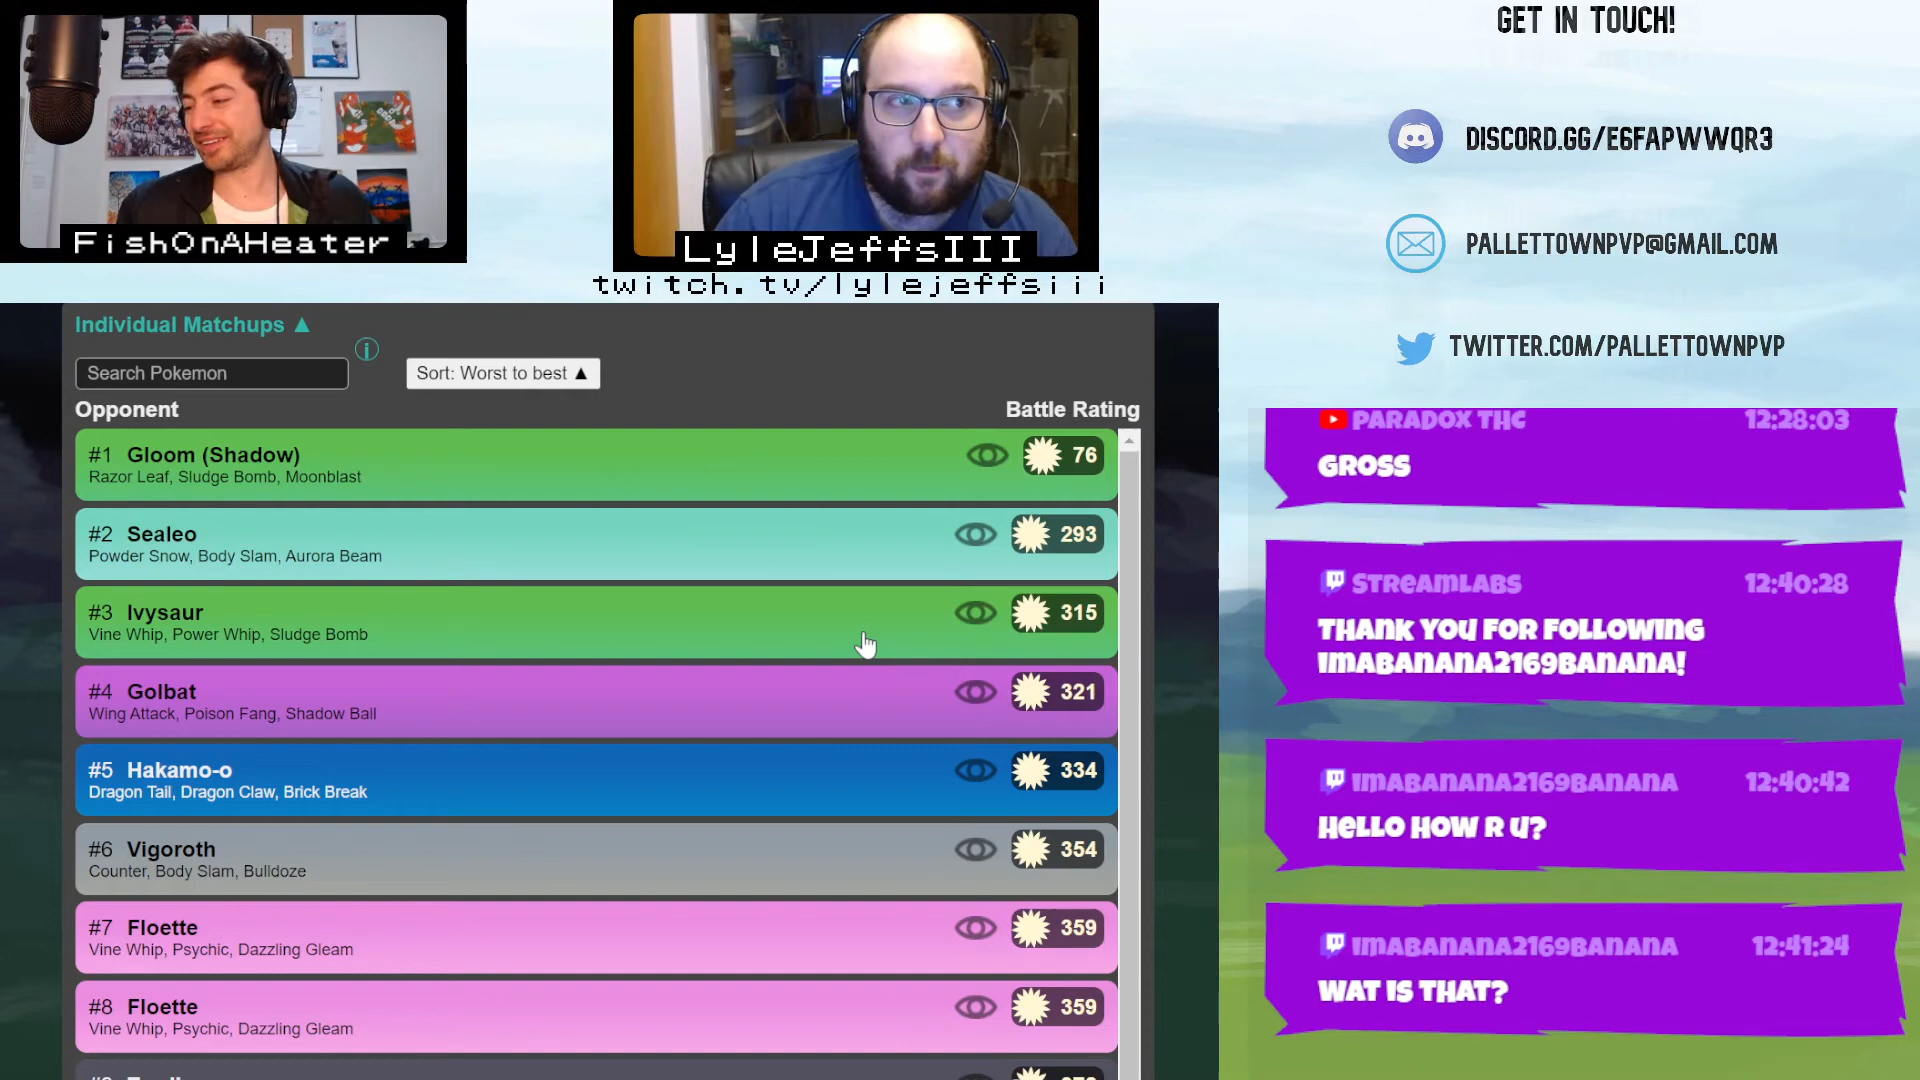 FishOnAHeater
LyleJeffsIII
twitch.tv/lylejeffsiii
GET IN TOUCH!
DISCORD.GG/E6FAPWWQR3
PALLETTOWNPVP@GMAIL.COM
TWITTER.COM/PALLETTOWNPVP
Individual Matchups ▲
i
Search Pokemon
Sort: Worst to best ▲
Opponent Battle Rating
#1 Gloom (Shadow) 76
Razor Leaf, Sludge Bomb, Moonblast
#2 Sealeo 293
Powder Snow, Body Slam, Aurora Beam
#3 Ivysaur 315
Vine Whip, Power Whip, Sludge Bomb
#4 Golbat 321
Wing Attack, Poison Fang, Shadow Ball
#5 Hakamo-o 334
Dragon Tail, Dragon Claw, Brick Break
#6 Vigoroth 354
Counter, Body Slam, Bulldoze
#7 Floette 359
Vine Whip, Psychic, Dazzling Gleam
#8 Floette 359
Vine Whip, Psychic, Dazzling Gleam
PARADOX THC 12:28:03
GROSS
STREAMLABS 12:40:28
THANK YOU FOR FOLLOWING
IMABANANA2169BANANA!
IMABANANA2169BANANA 12:40:42
HELLO HOW R U?
IMABANANA2169BANANA 12:41:24
WAT IS THAT?